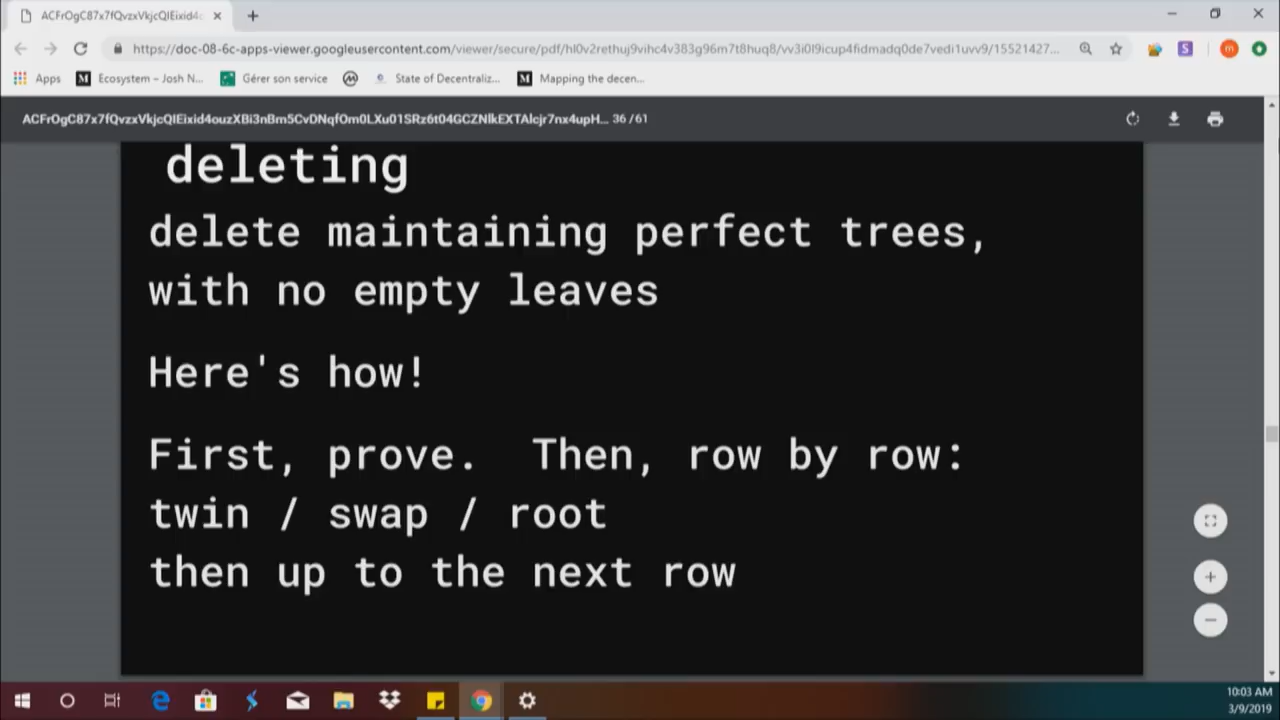 ACFrOgC87x7fQvzxVkjcQIEixid4c
https://doc-08-6c-apps-viewer.googleusercontent.com/viewer/secure/pdf/hl0v2rethuj9vihc4v383g96m7t8huq8/vv3i0l9icup4fidmadq0de7vedi1uvv9/15521427...
Apps M Ecosystem – Josh N... Gérer son service State of Decentraliz... M Mapping the decen...
ACFrOgC87x7fQvzxVkjcQIEixid4ouzXBi3nBm5CvDNqfOm0LXu01SRz6t04GCZNlkEXTAlcjr7nx4upH... 36 / 61
deleting
delete maintaining perfect trees,
with no empty leaves
Here's how!
First, prove. Then, row by row:
twin / swap / root
then up to the next row
10:03 AM
3/9/2019